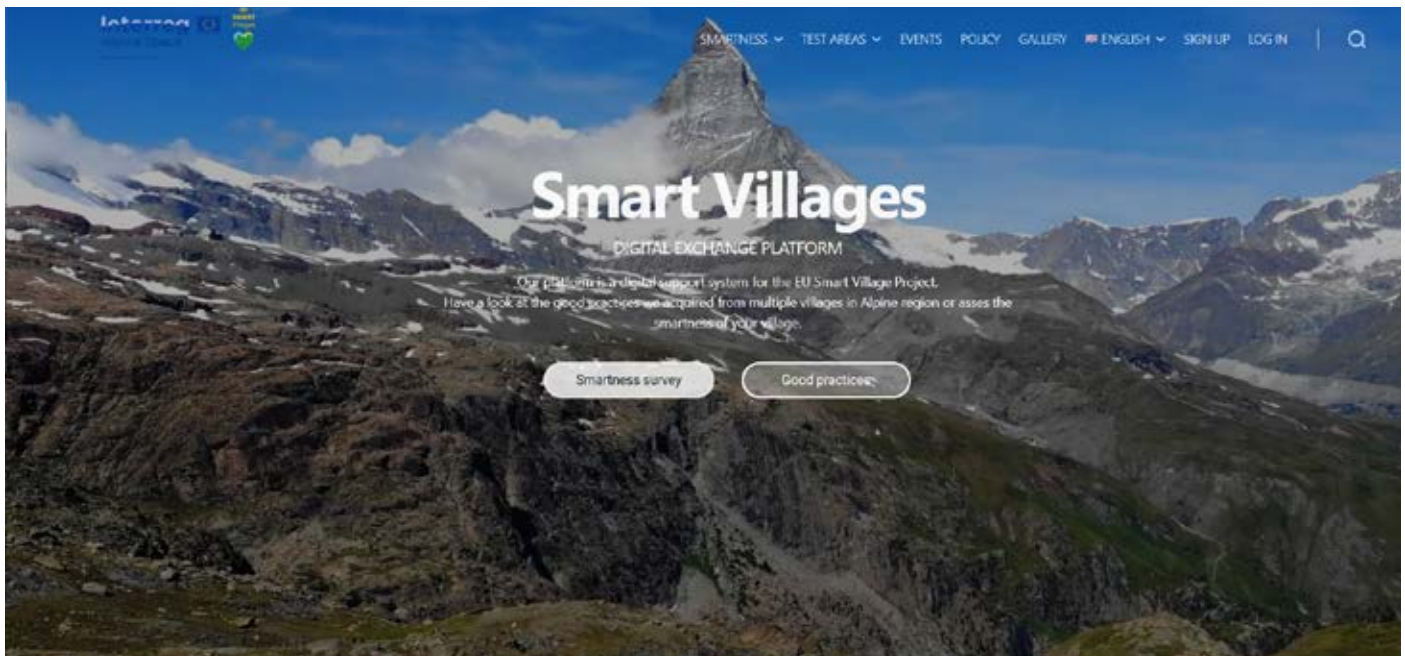 Interreg
SMARTNESS TEST AREAS EVENTS POLICY GALLERY ENGLISH SIGN UP LOG IN
Smart Villages
DIGITAL EXCHANGE PLATFORM
Our platform is a digital support system for the EU Smart Village Project.
Have a look at the good practices we acquired from multiple villages in Alpine region or asses the
smartness of your village.
Smartness survey Good practices